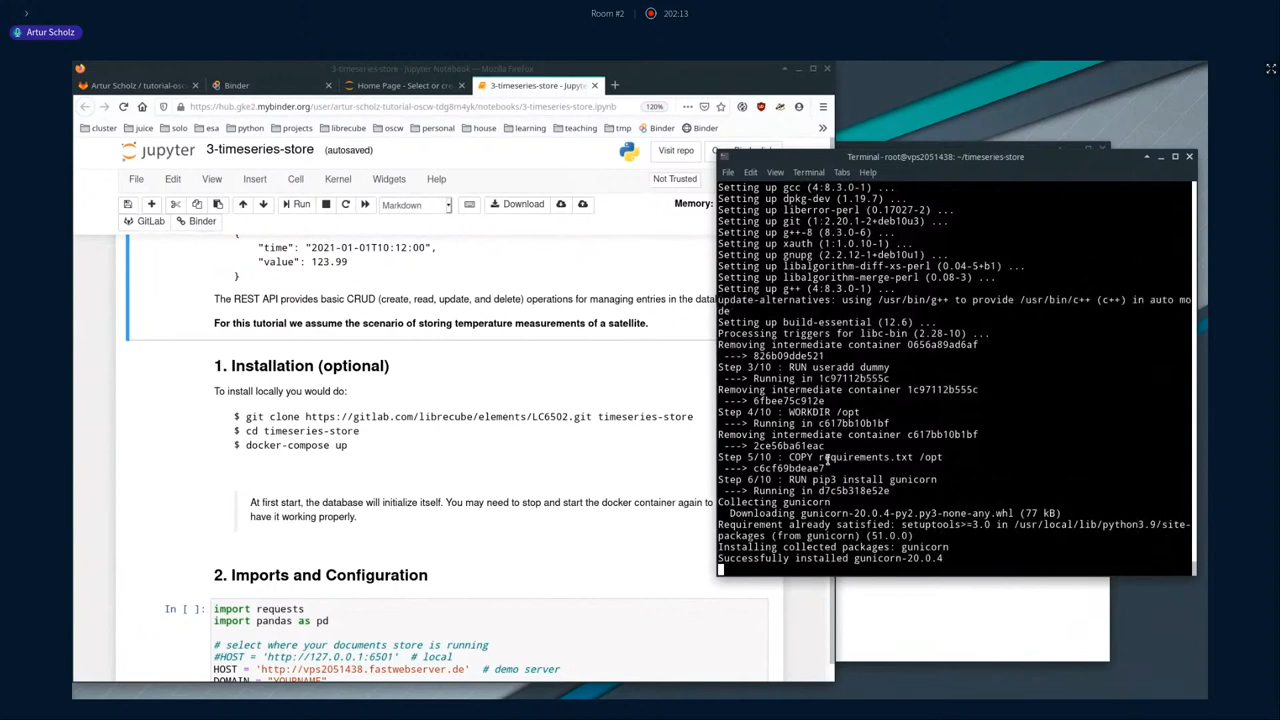 Room #2
202:13
Artur Scholz
3-timeseries-store - Jupyter Notebook — Mozilla Firefox
Artur Scholz / tutorial-osc
Binder
Home Page - Select or cre
3-timeseries-store - Jupyte
https://hub.gke2.mybinder.org/user/artur-scholz-tutorial-oscw-tdg8m4yk/notebooks/3-timeseries-store.ipynb
120%
cluster juice solo esa python projects librecube oscw personal house learning teaching tmp Binder Binder
jupyter 3-timeseries-store (autosaved)
Visit repo
File Edit View Insert Cell Kernel Widgets Help
Not Trusted
Run
Markdown
Download
Memory:
GitLab Binder
{
"time": "2021-01-01T10:12:00",
"value": 123.99
}
The REST API provides basic CRUD (create, read, update, and delete) operations for managing entries in the data
For this tutorial we assume the scenario of storing temperature measurements of a satellite.
1. Installation (optional)
To install locally you would do:
$ git clone https://gitlab.com/librecube/elements/LC6502.git timeseries-store
$ cd timeseries-store
$ docker-compose up
At first start, the database will initialize itself. You may need to stop and start the docker container again to
have it working properly.
2. Imports and Configuration
In [ ]:
import requests
import pandas as pd
# select where your documents store is running
#HOST = 'http://127.0.0.1:6501' # local
HOST = 'http://vps2051438.fastwebserver.de' # demo server
DOMAIN = "YOURNAME"
Terminal - root@vps2051438: ~/timeseries-store
File Edit View Terminal Tabs Help
Setting up gcc (4:8.3.0-1) ...
Setting up dpkg-dev (1.19.7) ...
Setting up liberror-perl (0.17027-2) ...
Setting up git (1:2.20.1-2+deb10u3) ...
Setting up g++-8 (8.3.0-6) ...
Setting up xauth (1:1.0.10-1) ...
Setting up gnupg (2.2.12-1+deb10u1) ...
Setting up libalgorithm-diff-xs-perl (0.04-5+b1) ...
Setting up libalgorithm-merge-perl (0.08-3) ...
Setting up g++ (4:8.3.0-1) ...
update-alternatives: using /usr/bin/g++ to provide /usr/bin/c++ (c++) in auto mo
de
Setting up build-essential (12.6) ...
Processing triggers for libc-bin (2.28-10) ...
Removing intermediate container 0656a89ad6af
---> 826b09dde521
Step 3/10 : RUN useradd dummy
---> Running in 1c97112b555c
Removing intermediate container 1c97112b555c
---> 6fbee75c912e
Step 4/10 : WORKDIR /opt
---> Running in c617bb10b1bf
Removing intermediate container c617bb10b1bf
---> 2ce56ba61eac
Step 5/10 : COPY requirements.txt /opt
---> c6cf69bdeae7
Step 6/10 : RUN pip3 install gunicorn
---> Running in d7c5b318e52e
Collecting gunicorn
Downloading gunicorn-20.0.4-py2.py3-none-any.whl (77 kB)
Requirement already satisfied: setuptools>=3.0 in /usr/local/lib/python3.9/site-
packages (from gunicorn) (51.0.0)
Installing collected packages: gunicorn
Successfully installed gunicorn-20.0.4